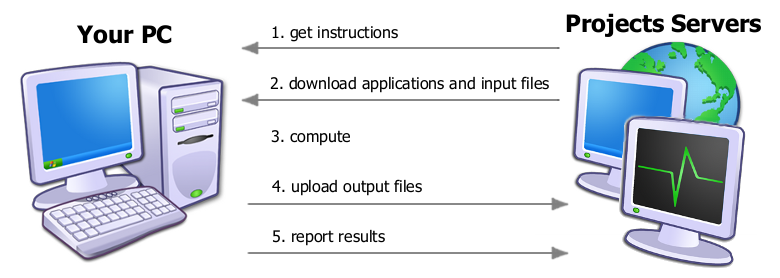 Your PC
Projects Servers
1. get instructions
2. download applications and input files
3. compute
4. upload output files
5. report results